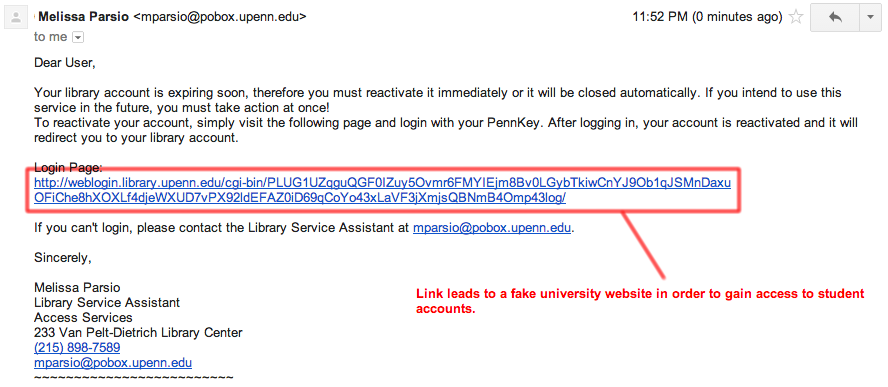 Melissa Parsio <mparsio@pobox.upenn.edu> 11:52 PM (0 minutes ago)
to me
Dear User,
Your library account is expiring soon, therefore you must reactivate it immediately or it will be closed automatically. If you intend to use this
service in the future, you must take action at once!
To reactivate your account, simply visit the following page and login with your PennKey. After logging in, your account is reactivated and it will
redirect you to your library account.
Login Page:
http://weblogin.library.upenn.edu/cgi-bin/PLUG1UZqguQGF0IZuy5Ovmr6FMYIEjm8Bv0LGybTkiwCnYJ9Ob1qJSMnDaxu
OFiChe8hXOXLf4djeWXUD7vPX92ldEFAZ0iD69qCoYo43xLaVF3jXmjsQBNmB4Omp43log/
If you can't login, please contact the Library Service Assistant at mparsio@pobox.upenn.edu.
Sincerely,
Melissa Parsio
Library Service Assistant
Access Services
233 Van Pelt-Dietrich Library Center
(215) 898-7589
mparsio@pobox.upenn.edu
~~~~~~~~~~~~~~~~~~~~~~~~~
Link leads to a fake university website in order to gain access to student
accounts.